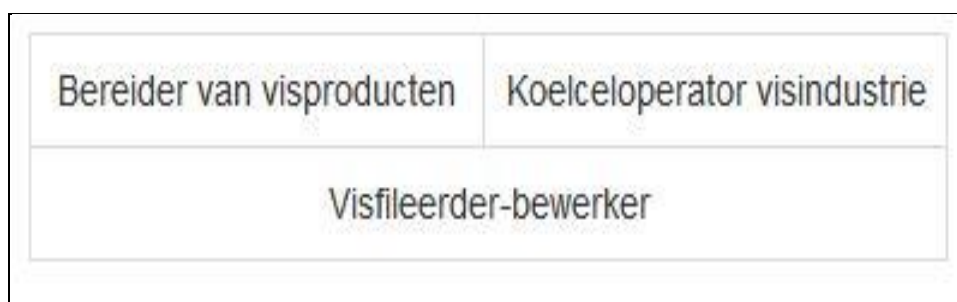 Bereider van visproducten
Koelceloperator visindustrie
Visfileerder-bewerker